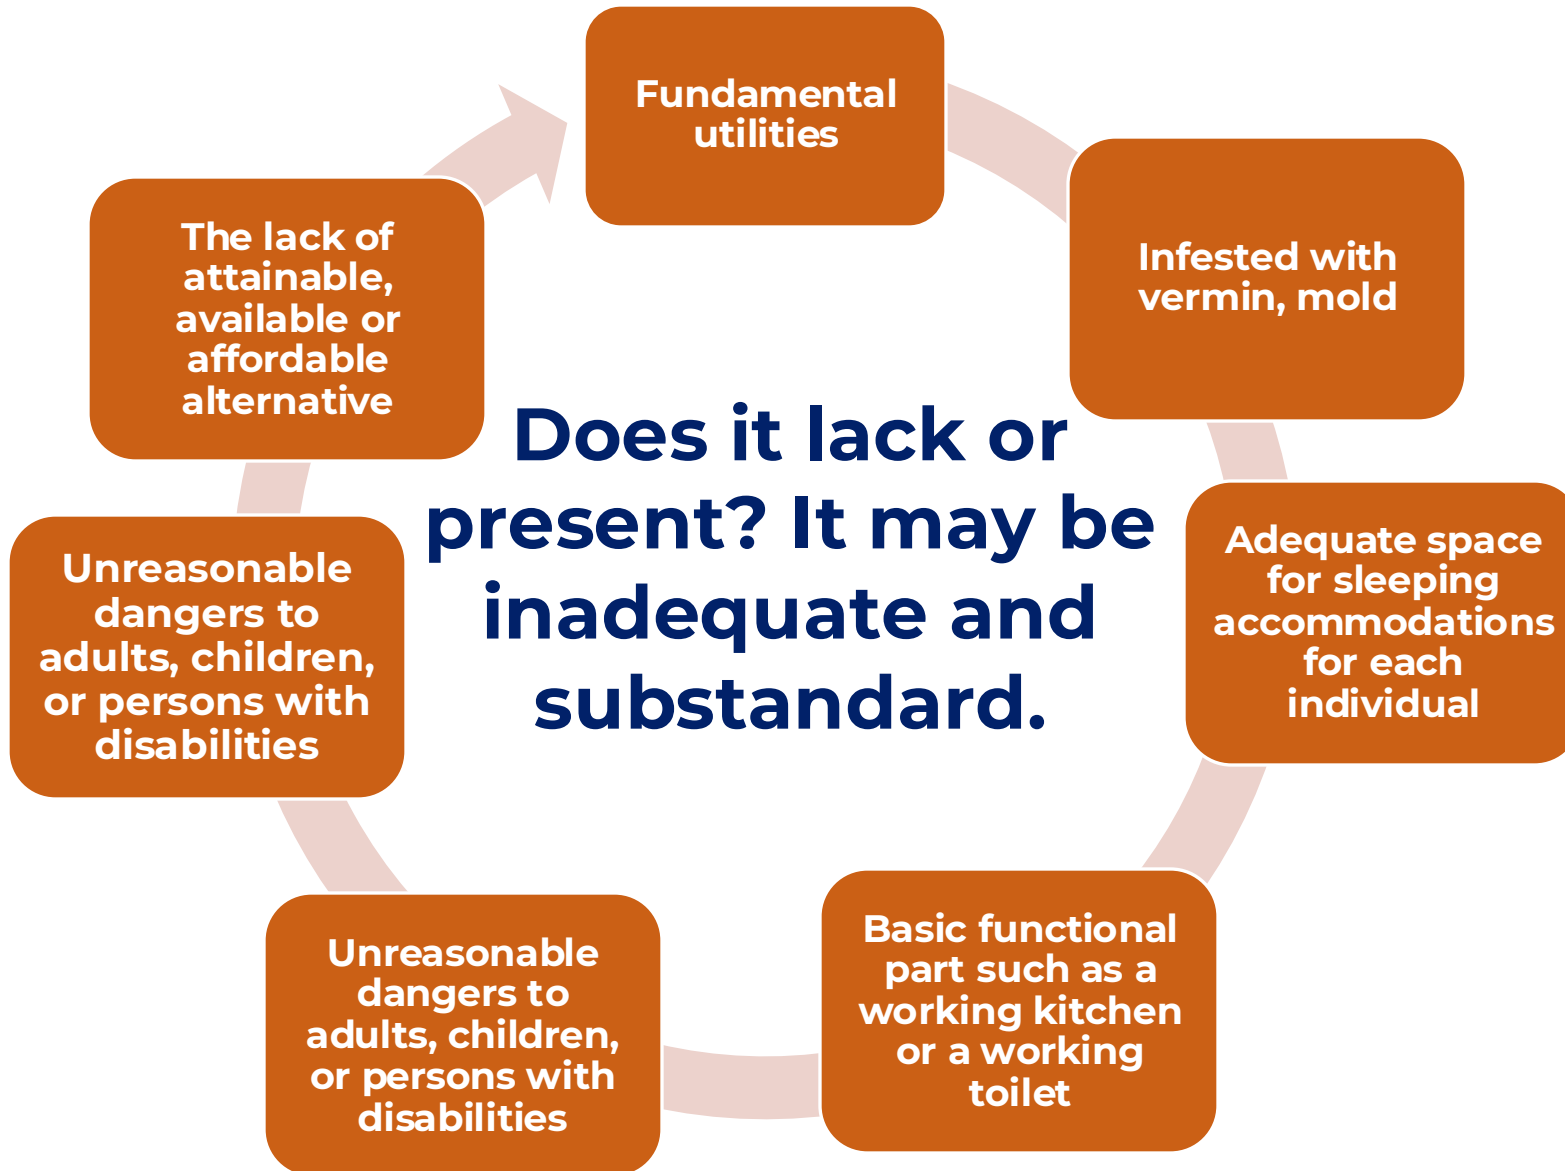 Fundamental
utilities
Infested with
vermin, mold
Adequate space
for sleeping
accommodations
for each
individual
Basic functional
part such as a
working kitchen
or a working
toilet
Unreasonable
dangers to
adults, children,
or persons with
disabilities
Unreasonable
dangers to
adults, children,
or persons with
disabilities
The lack of
attainable,
available or
affordable
alternative
Does it lack or
present? It may be
inadequate and
substandard.